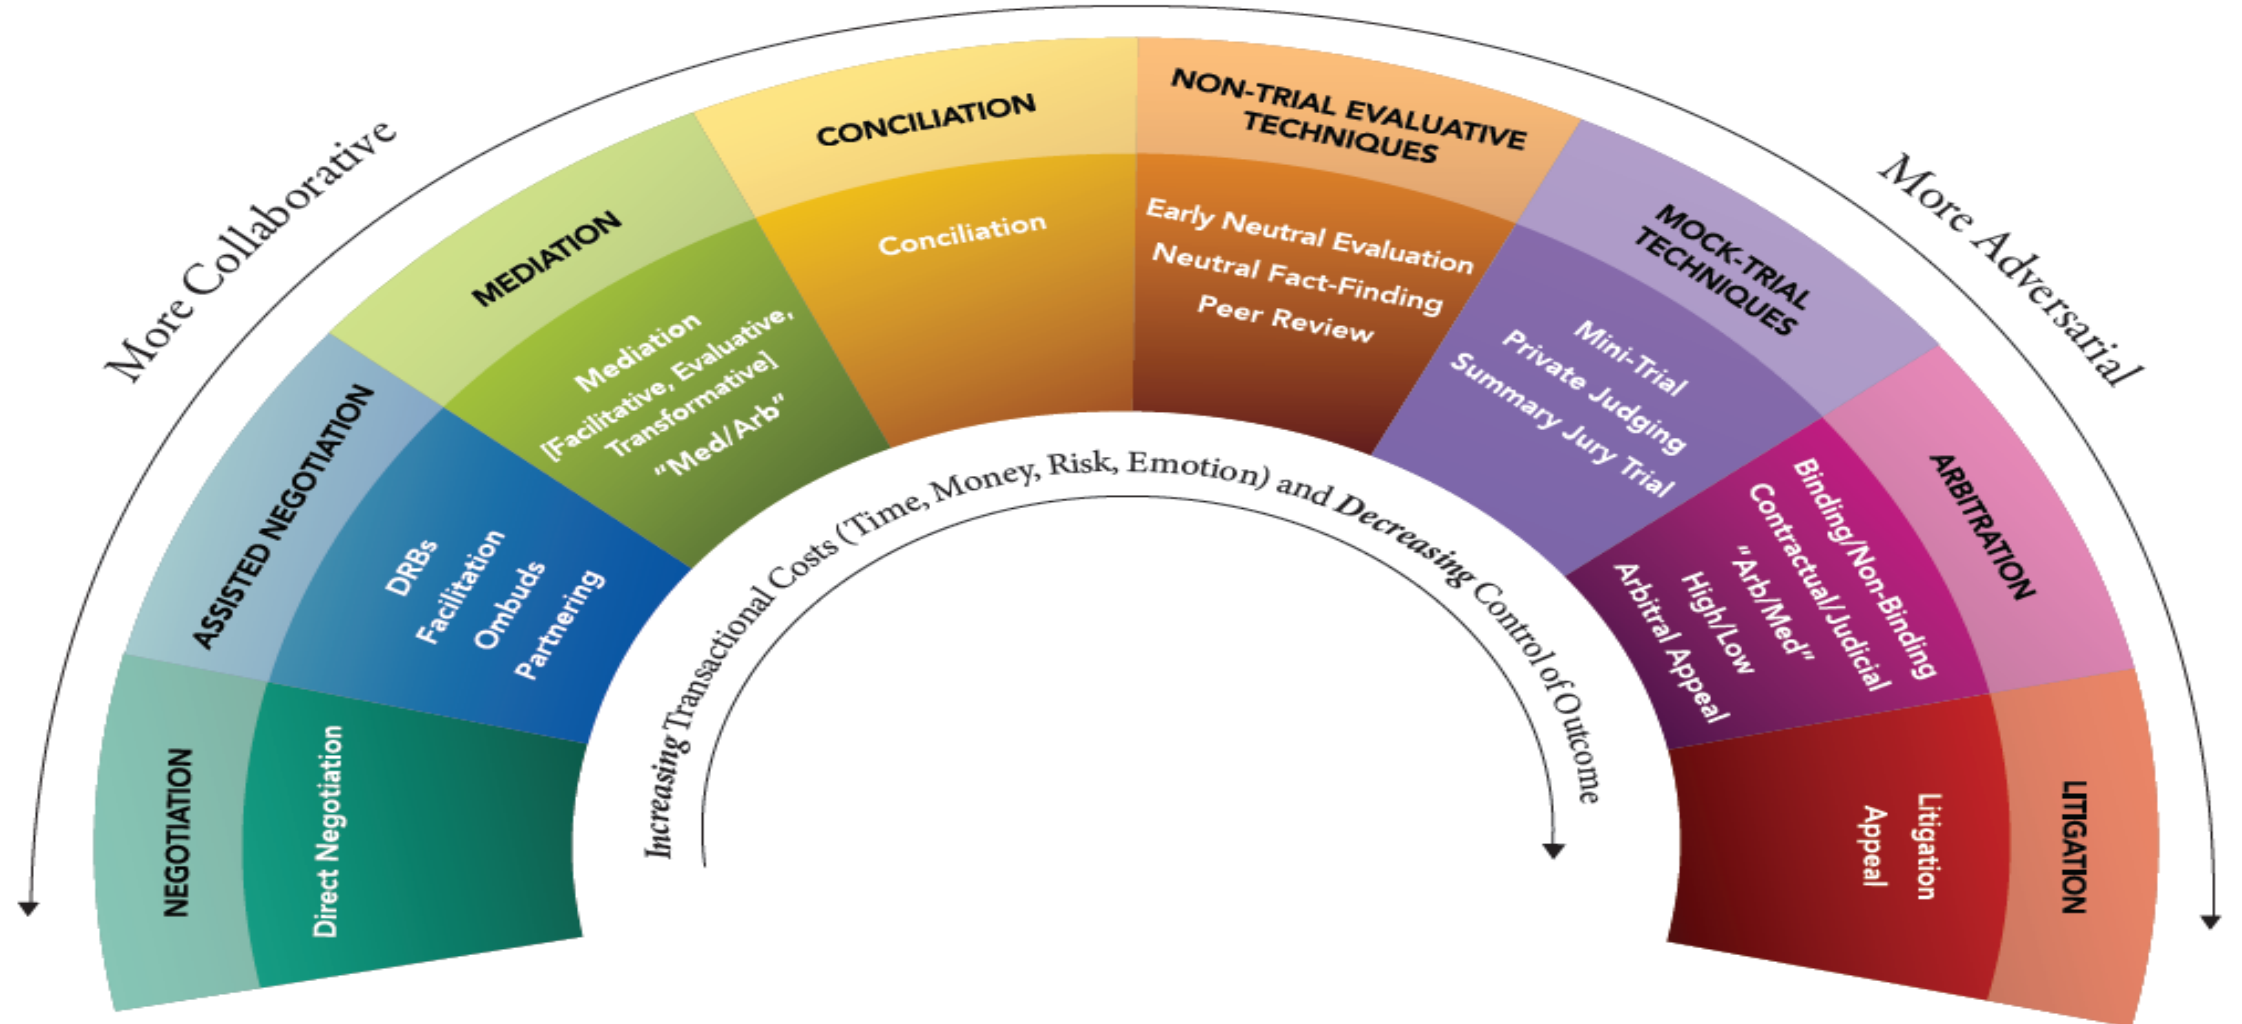 More Collaborative
More Adversarial
NEGOTIATION
Direct Negotiation
ASSISTED NEGOTIATION
DRBs
Facilitation
Ombuds
Partnering
MEDIATION
Mediation
[Facilitative, Evaluative,
Transformative]
“Med/Arb”
CONCILIATION
Conciliation
NON-TRIAL EVALUATIVE
TECHNIQUES
Early Neutral Evaluation
Neutral Fact-Finding
Peer Review
MOCK-TRIAL
TECHNIQUES
Mini-Trial
Private Judging
Summary Jury Trial
ARBITRATION
Binding/Non-Binding
Contractual/Judicial
“Arb/Med”
High/Low
Arbitral Appeal
LITIGATION
Litigation
Appeal
Increasing Transactional Costs (Time, Money, Risk, Emotion) and Decreasing Control of Outcome